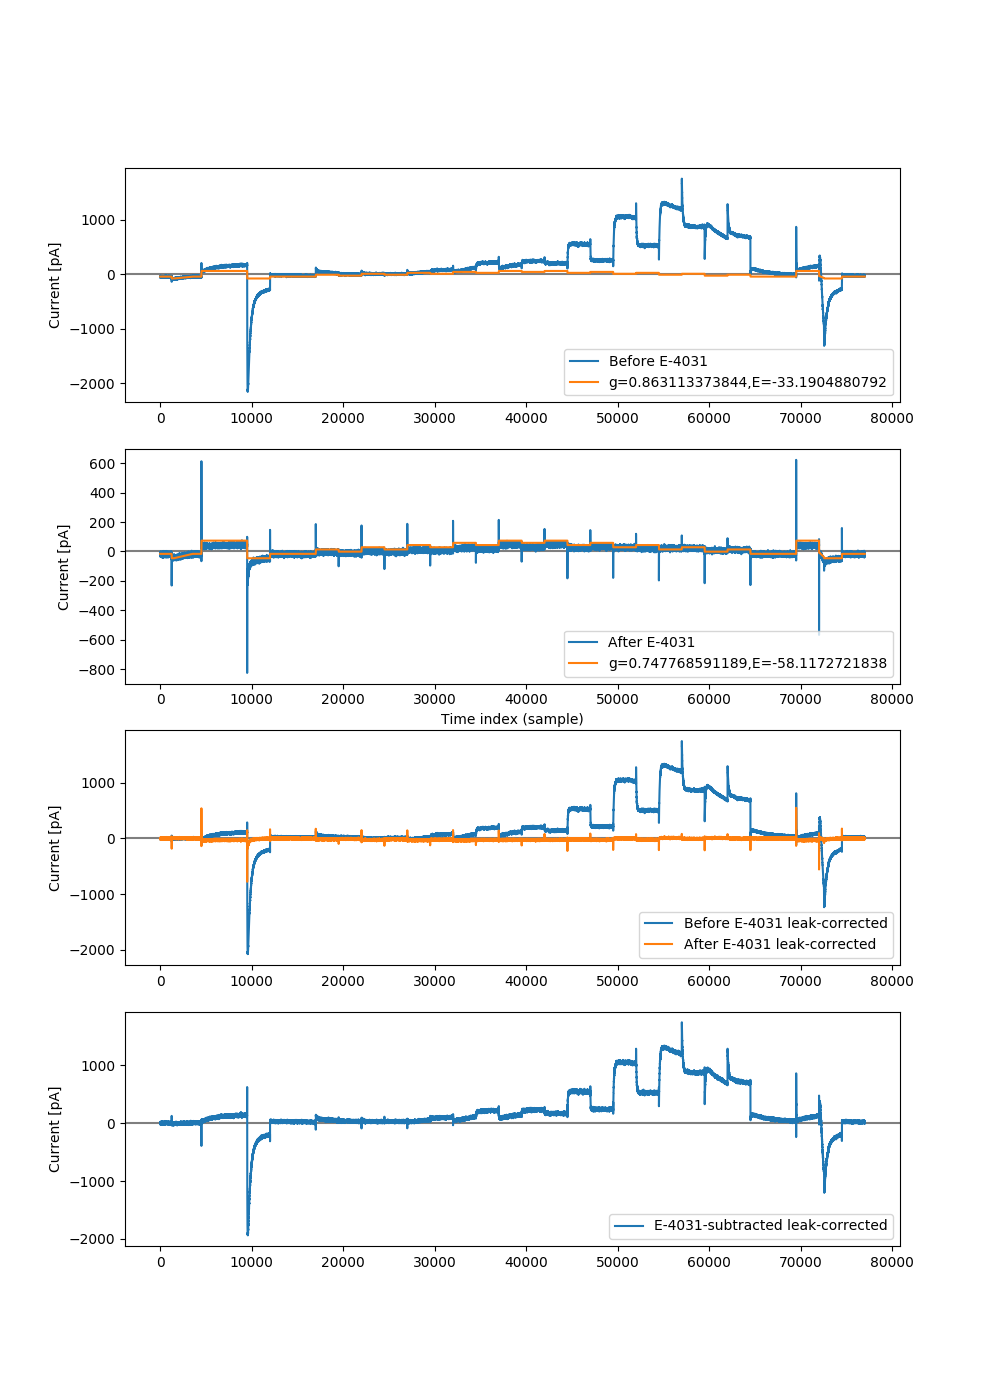 1000
0
−1000
−2000
Current [pA]
Before E-4031
g=0.863113373844,E=-33.1904880792
0 10000 20000 30000 40000 50000 60000 70000 80000
600
400
200
0
−200
−400
−600
−800
Current [pA]
After E-4031
g=0.747768591189,E=-58.1172721838
0 10000 20000 30000 40000 50000 60000 70000 80000
Time index (sample)
1000
0
−1000
−2000
Current [pA]
Before E-4031 leak-corrected
After E-4031 leak-corrected
0 10000 20000 30000 40000 50000 60000 70000 80000
1000
0
−1000
−2000
Current [pA]
E-4031-subtracted leak-corrected
0 10000 20000 30000 40000 50000 60000 70000 80000